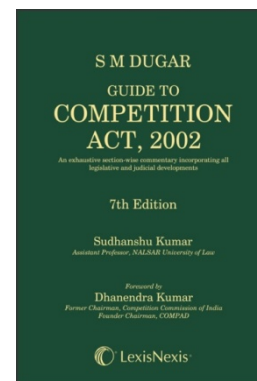 S M DUGAR
GUIDE TO
COMPETITION
ACT, 2002
An exhaustive section-wise commentary incorporating all
legislative and judicial developments
7th Edition
Sudhanshu Kumar
Assistant Professor, NALSAR University of Law
Foreword by
Dhanendra Kumar
Former Chairman, Competition Commission of India
Founder Chairman, COMPAD
LexisNexis®